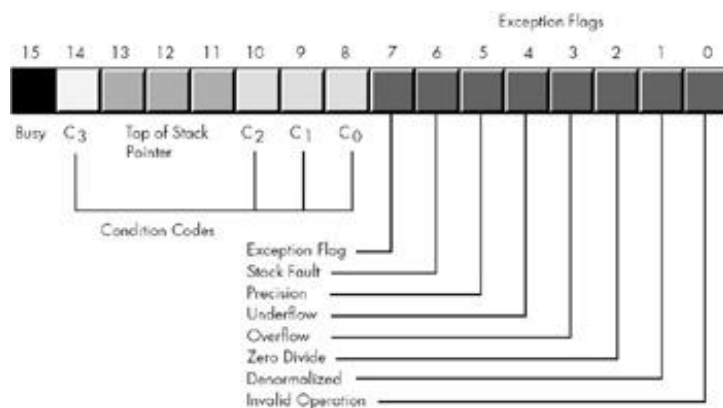 Exception Flags
15 14 13 12 11 10 9 8 7 6 5 4 3 2 1 0
Busy C3 Top of Stack Pointer C2 C1 C0
Condition Codes
Exception Flag
Stack Fault
Precision
Underflow
Overflow
Zero Divide
Denormalized
Invalid Operation